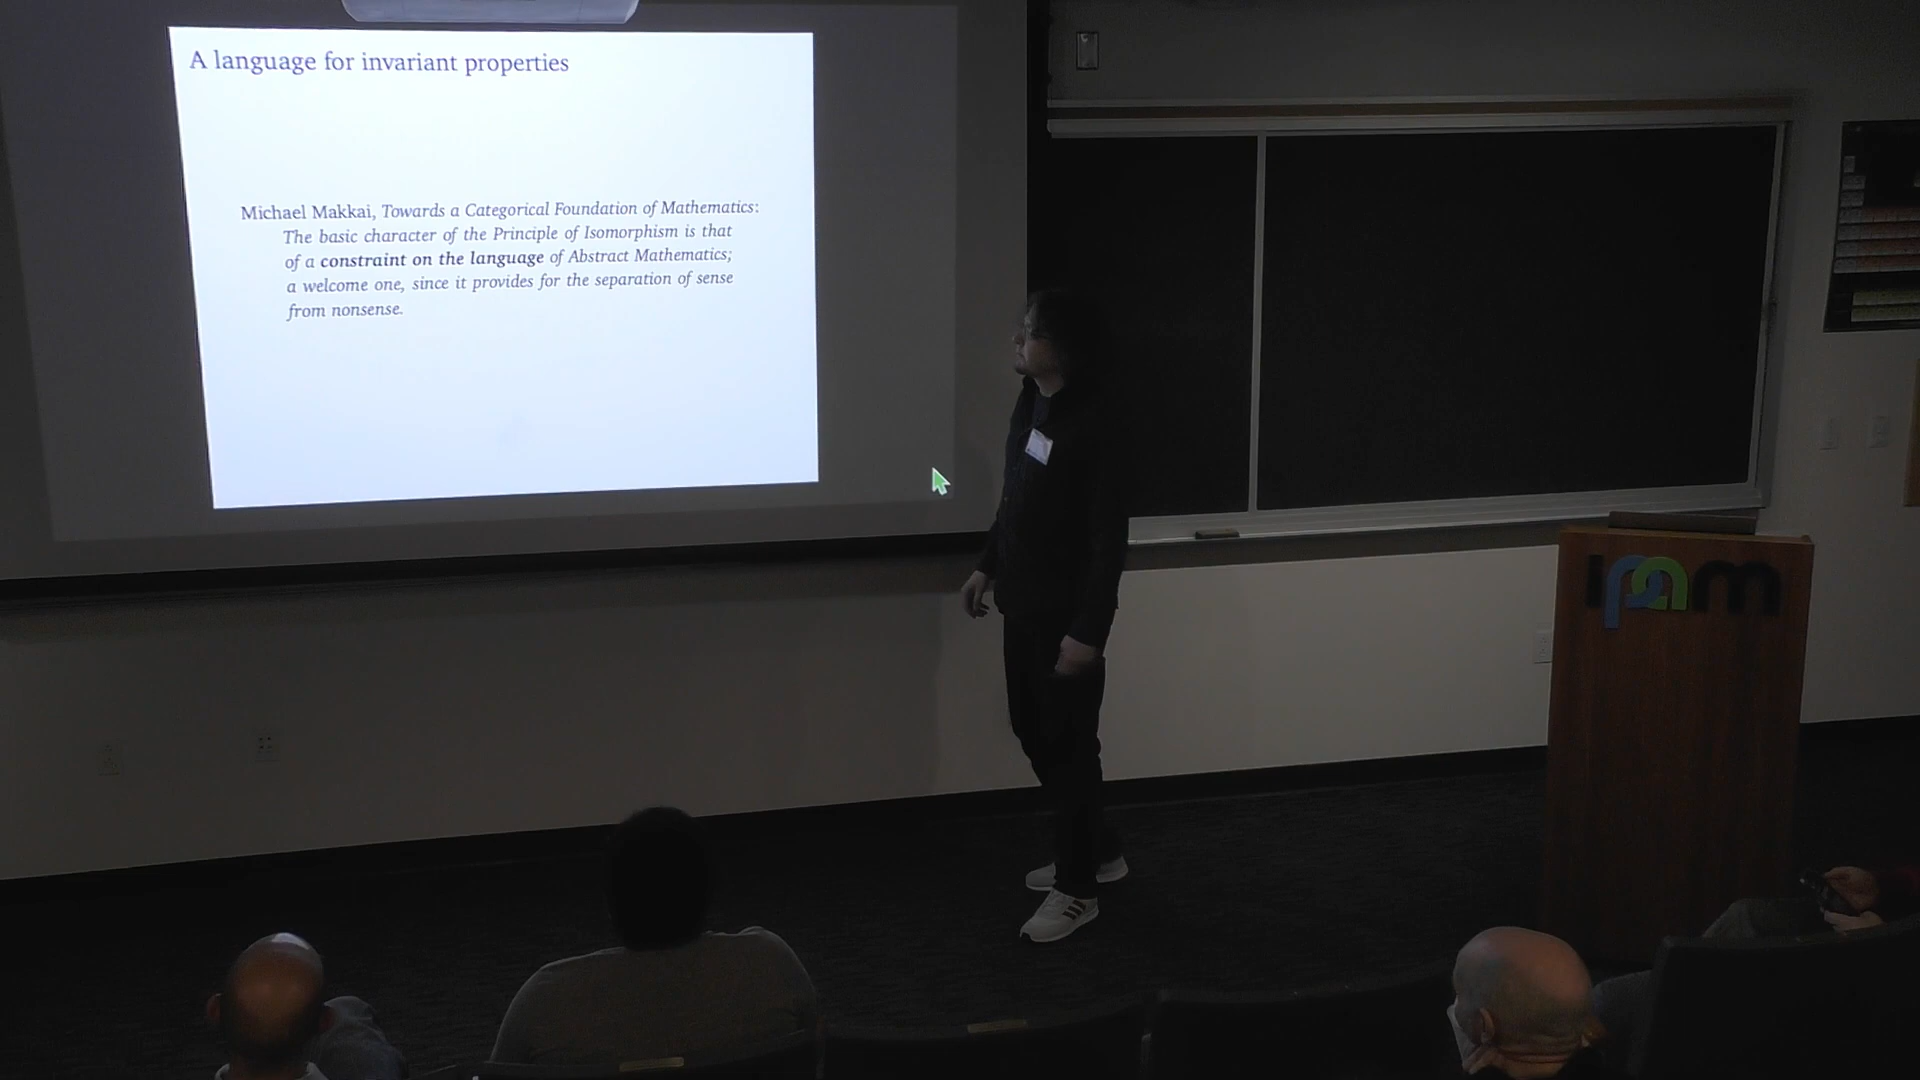 A language for invariant properties
Michael Makkai, Towards a Categorical Foundation of Mathematics:
The basic character of the Principle of Isomorphism is that
of a constraint on the language of Abstract Mathematics;
a welcome one, since it provides for the separation of sense
from nonsense.
ipam